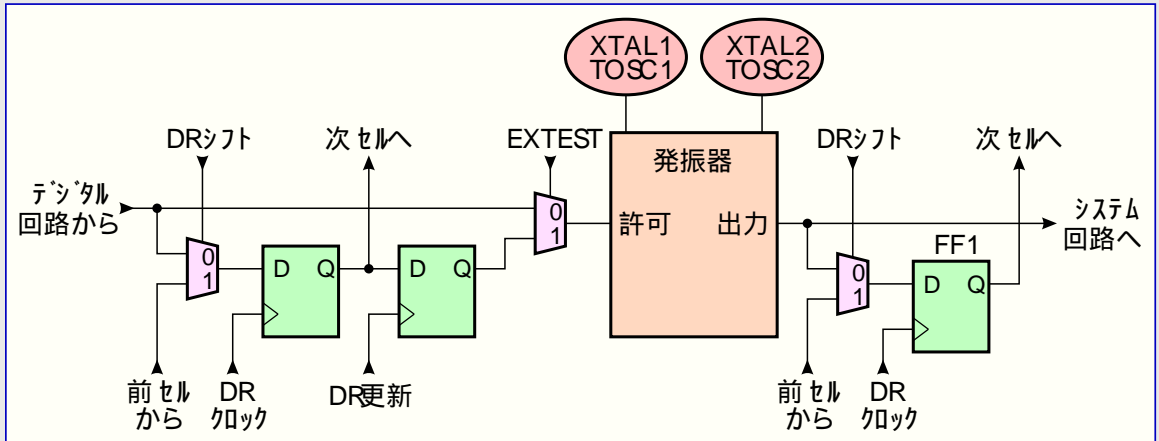 XTAL1
TOSC1
XTAL2
TOSC2
DRシフト
次セルへ
EXTEST
DRシフト
次セルへ
発振器
デジタル
回路から
0
1
許可
出力
システム
回路へ
0
1
D
Q
D
Q
0
1
FF1
D
Q
前セル
から
DR
クロック
DR更新
前セル
から
DR
クロック